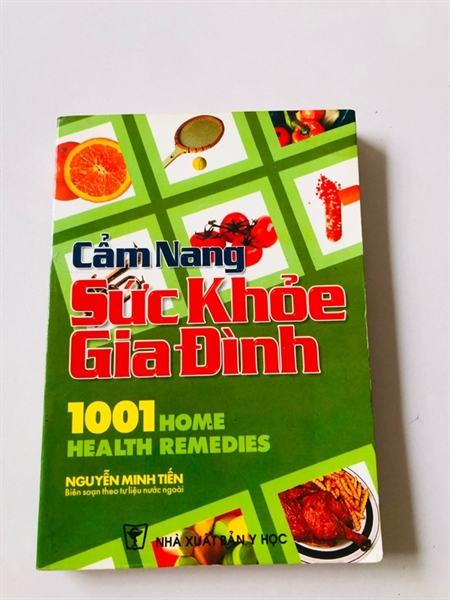 Cẩm Nang
Sức Khỏe
Gia Đình
1001 HOME
HEALTH REMEDIES
NGUYỄN MINH TIẾN
Biên soạn theo tư liệu nước ngoài
NHÀ XUẤT BẢN Y HỌC